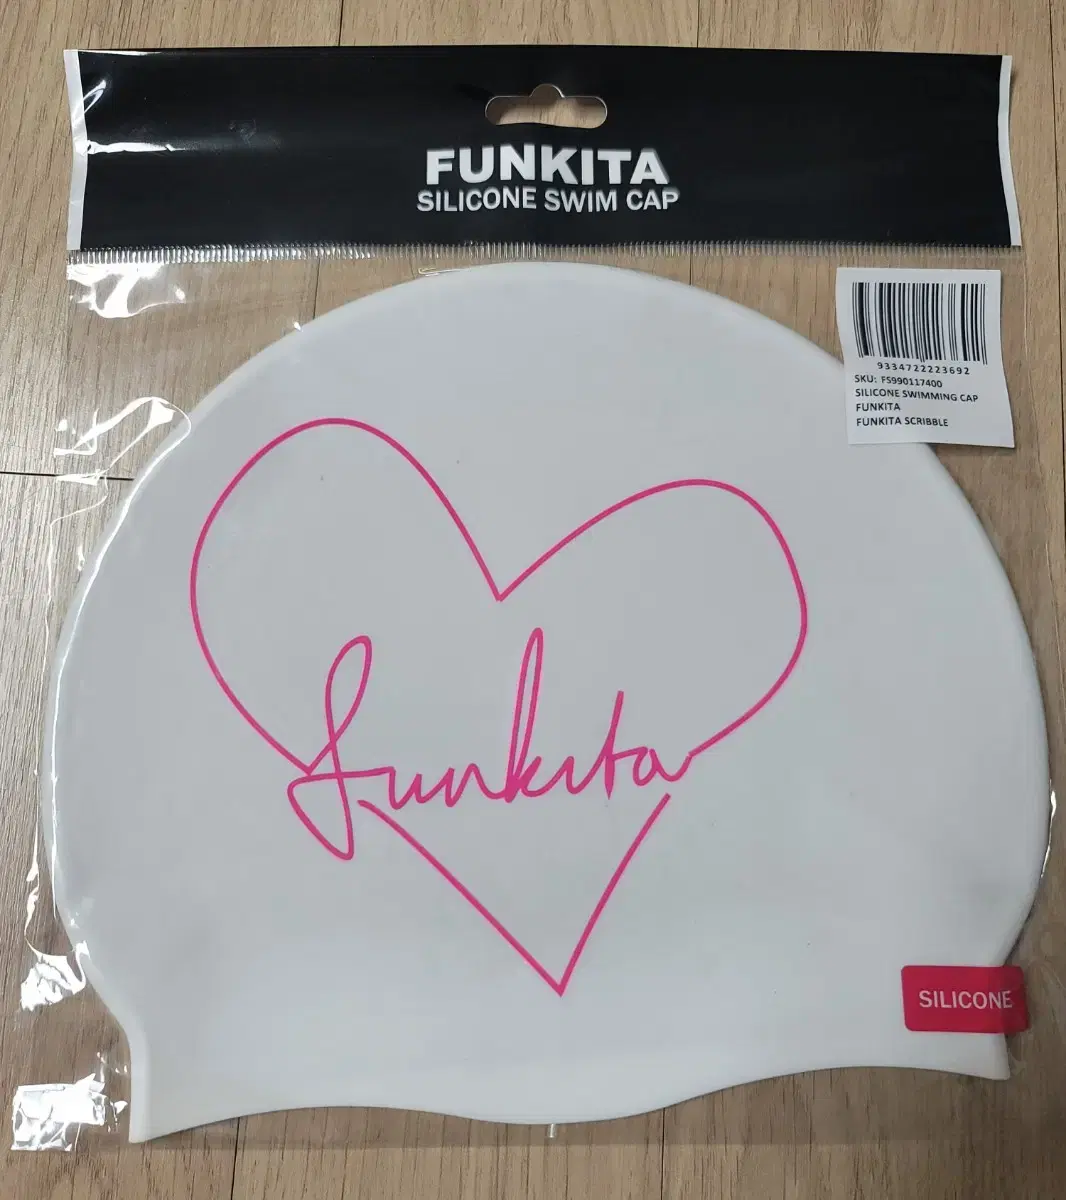 FUNKITA
SILICONE SWIM CAP
9334722223692
SKU: FS990117400
SILICONE SWIMMING CAP
FUNKITA
FUNKITA SCRIBBLE
funkita
SILICONE